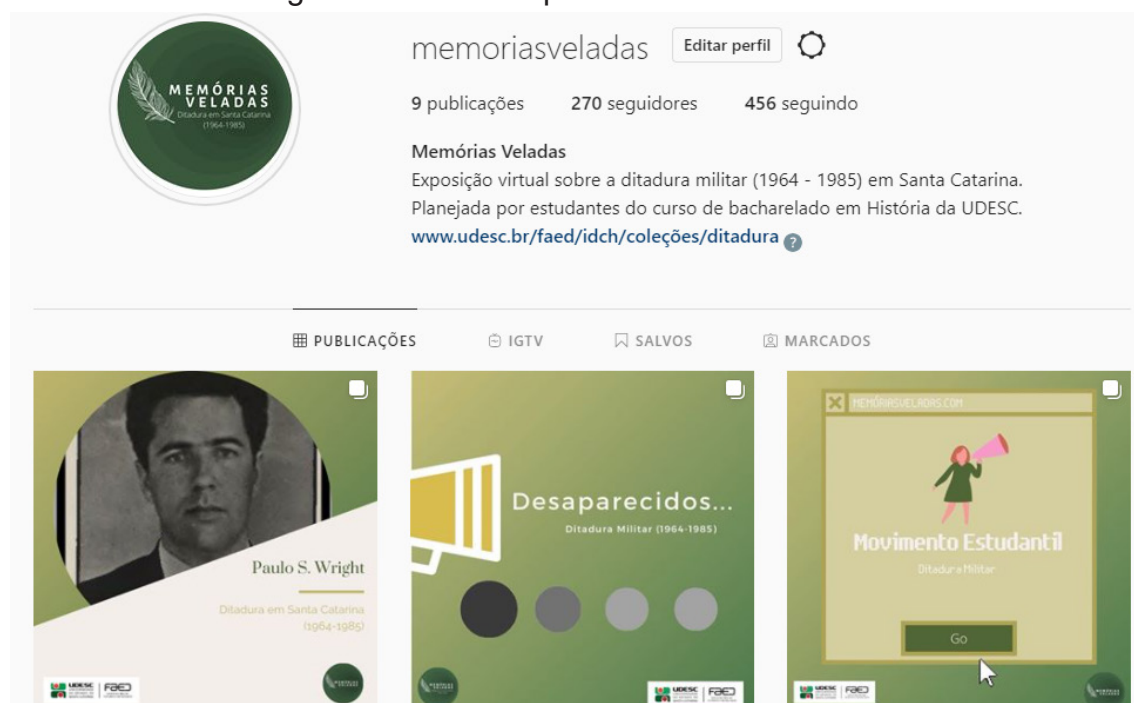 memoriasveladas Editar perfil
MEMÓRIAS
VELADAS
Ditadura em Santa Catarina
(1964-1985)
9 publicações 270 seguidores 456 seguindo
Memórias Veladas
Exposição virtual sobre a ditadura militar (1964 - 1985) em Santa Catarina.
Planejada por estudantes do curso de bacharelado em História da UDESC.
www.udesc.br/faed/idch/coleções/ditadura ?
PUBLICAÇÕES IGTV SALVOS MARCADOS
Paulo S. Wright
Ditadura em Santa Catarina
(1964-1985)
UDESC FAED
Desaparecidos...
Ditadura Militar (1964-1985)
UDESC FAED
MEMÓRIASVELADAS.COM
Movimento Estudantil
Ditadura Militar
Go
UDESC FAED